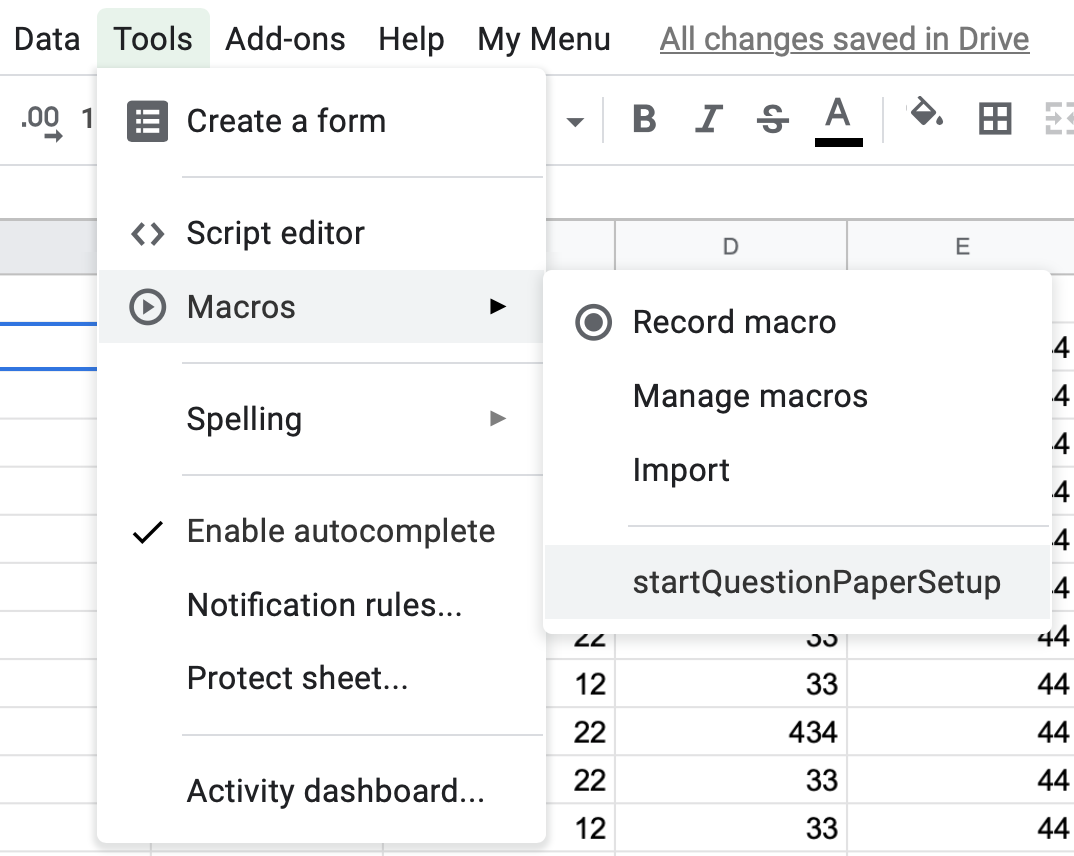 Data Tools Add-ons Help My Menu All changes saved in Drive
.00 1 B I S A
Create a form
Script editor
D E
Macros
Record macro
Manage macros
Import
startQuestionPaperSetup
Spelling
Enable autocomplete
Notification rules...
Protect sheet...
Activity dashboard...
44
44
44
44
44
44
22 33 44
12 33 44
22 434 44
22 33 44
12 33 44